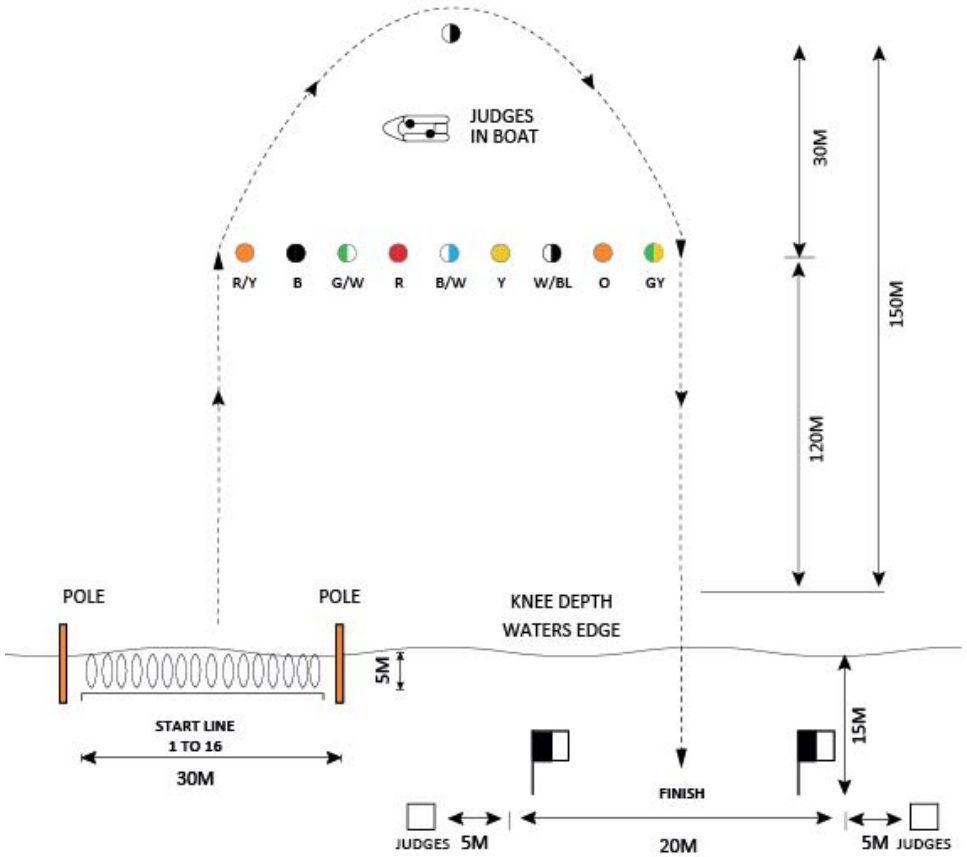 JUDGES
IN BOAT
30M
R/Y B G/W R B/W Y W/BL O GY
150M
120M
POLE POLE
KNEE DEPTH
WATERS EDGE
5M
START LINE
1 TO 16
30M
15M
FINISH
JUDGES 5M 20M 5M JUDGES